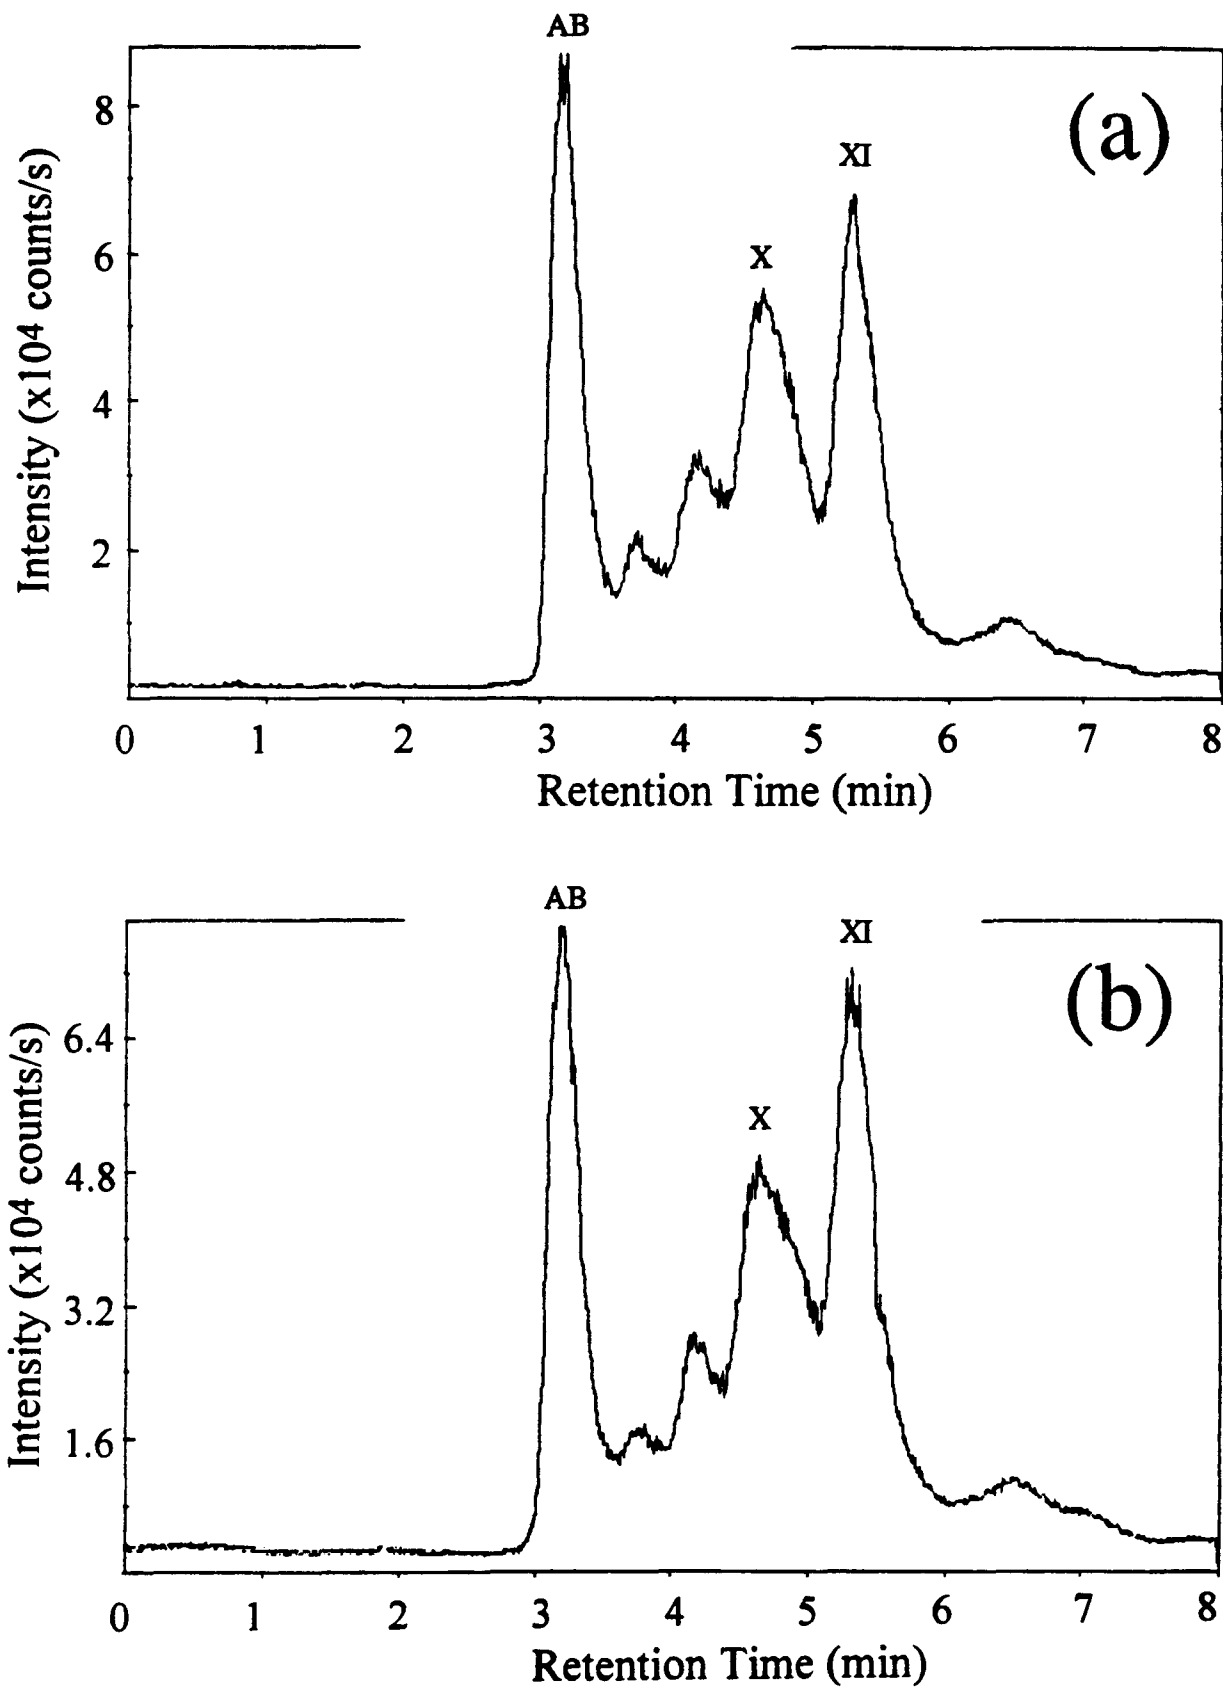 AB
(a)
XI
X
8
6
4
2
Intensity (x10⁴ counts/s)
0 1 2 3 4 5 6 7 8
Retention Time (min)
AB
XI
(b)
X
6.4
4.8
3.2
1.6
Intensity (x10⁴ counts/s)
0 1 2 3 4 5 6 7 8
Retention Time (min)